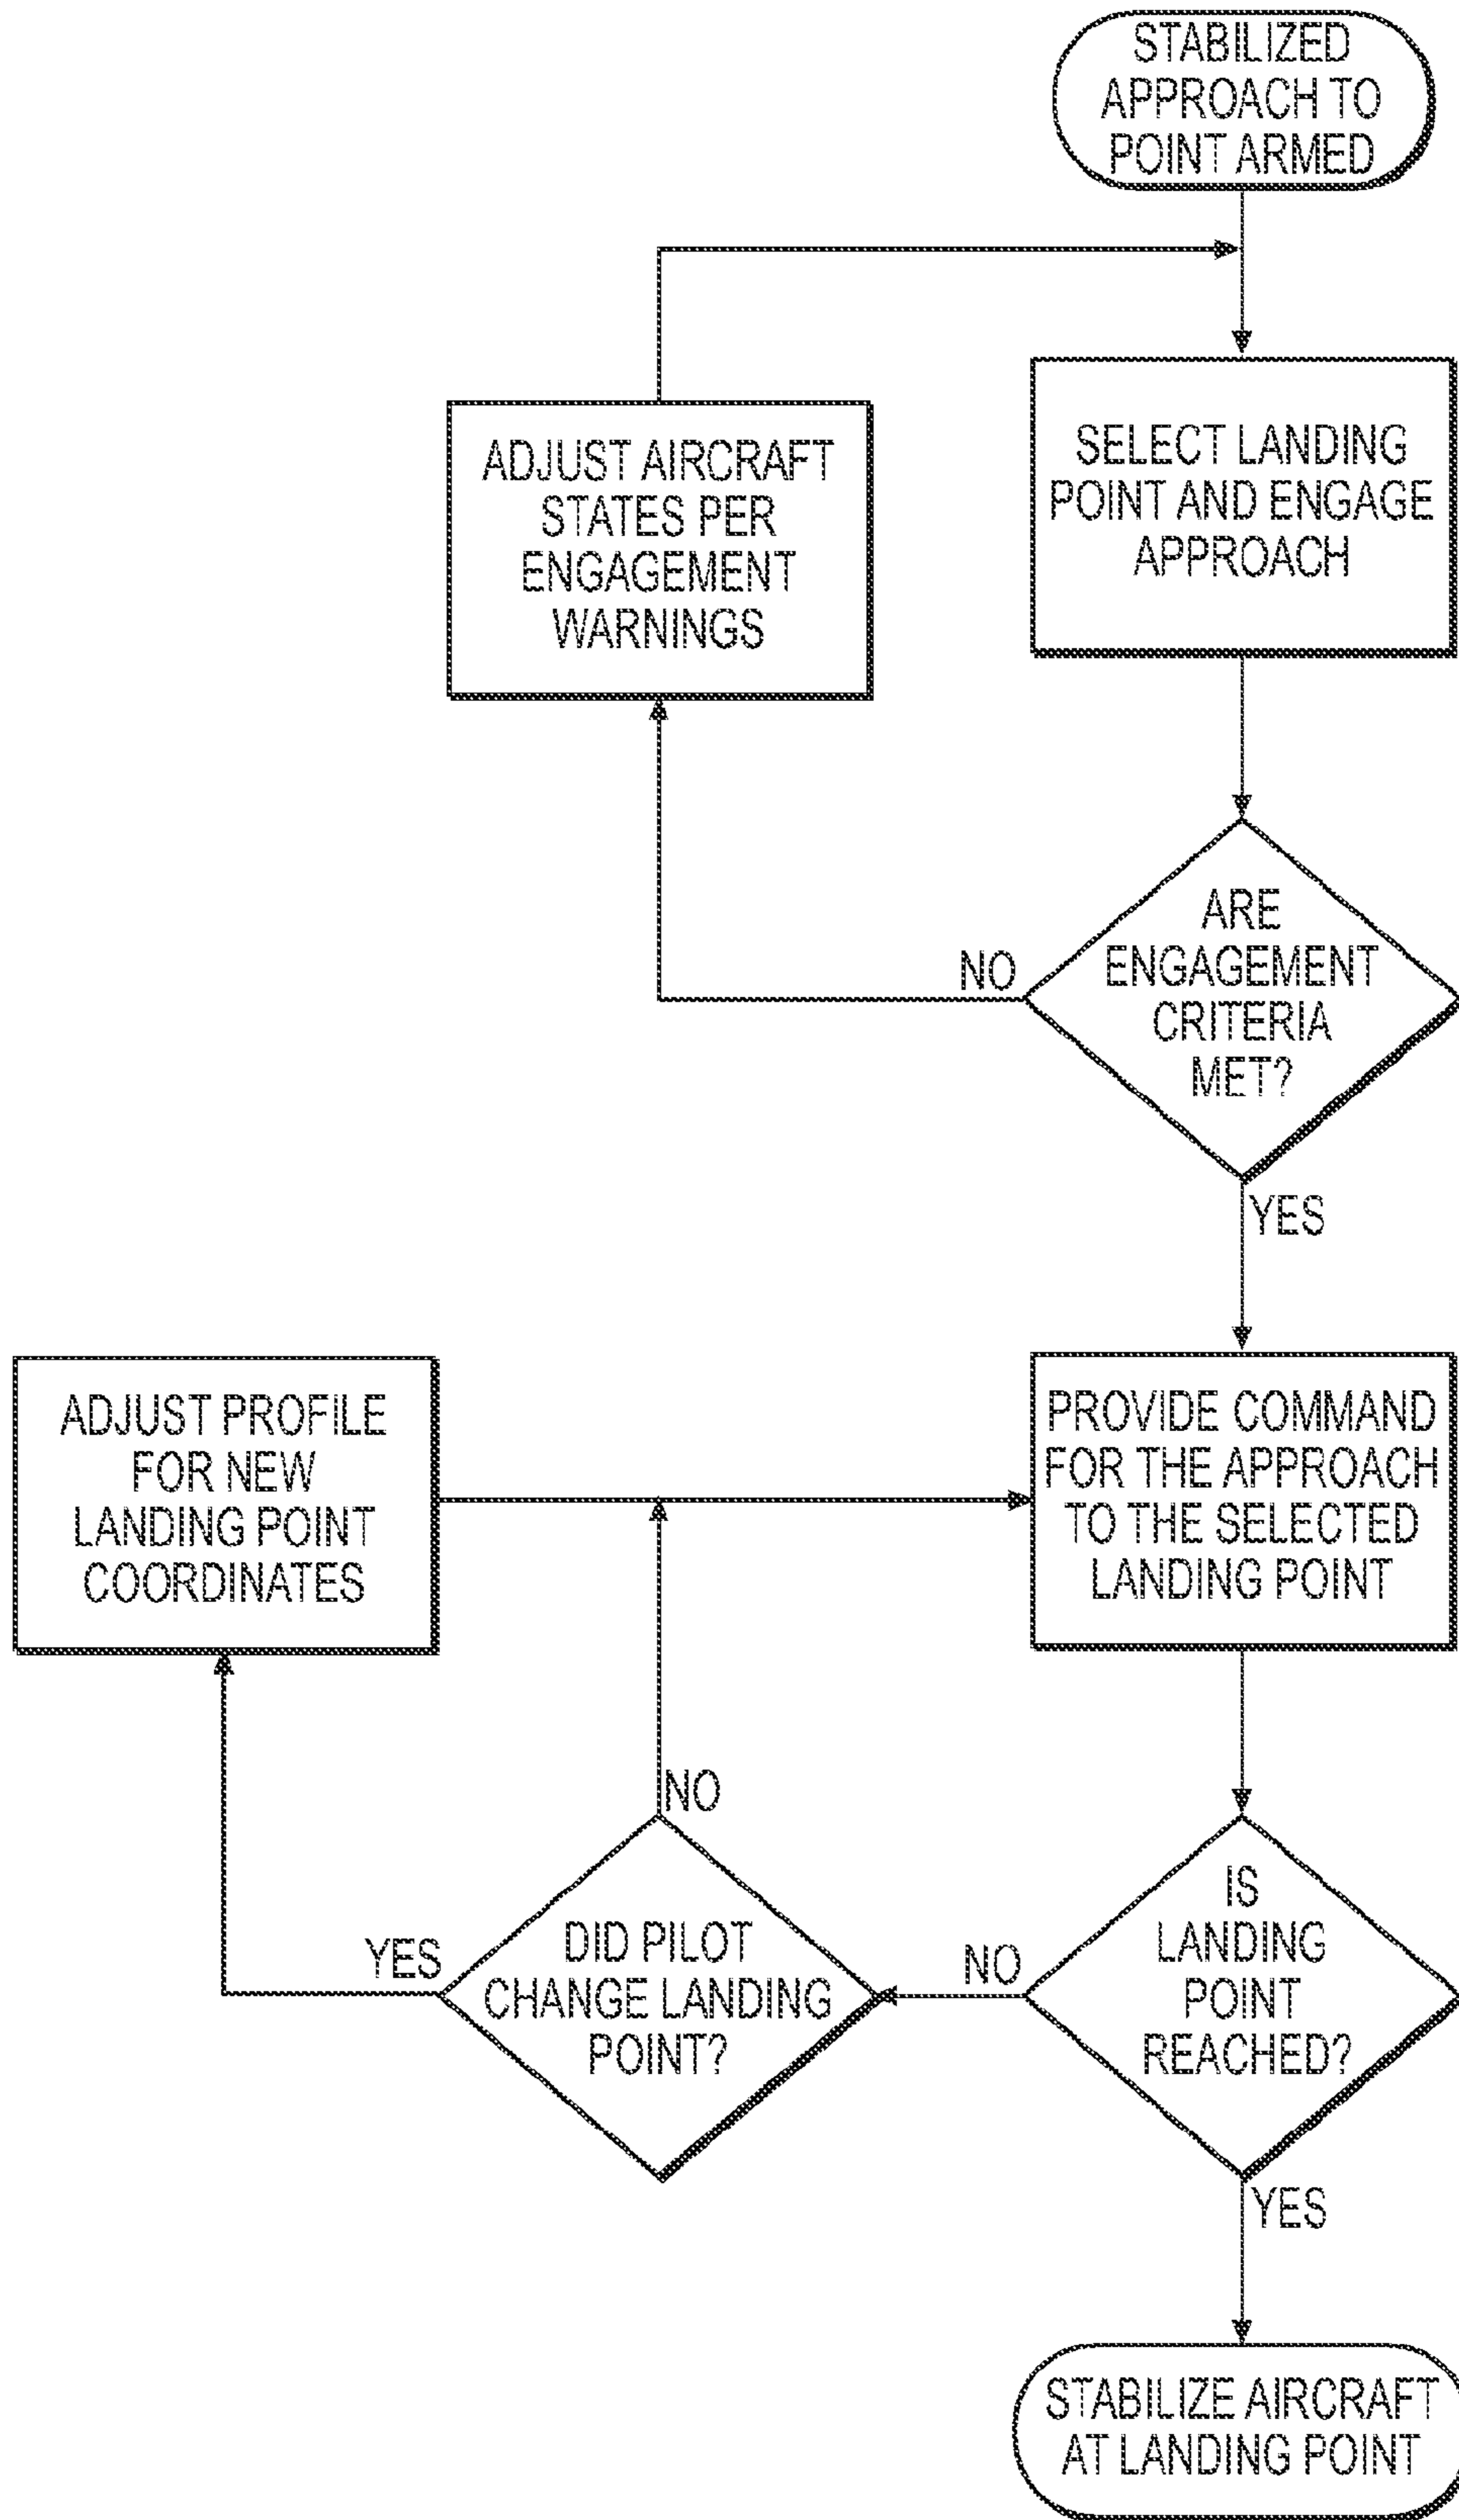 STABILIZED
APPROACH TO
POINT ARMED
ADJUST AIRCRAFT
STATES PER
ENGAGEMENT
WARNINGS
SELECT LANDING
POINT AND ENGAGE
APPROACH
NO
ARE
ENGAGEMENT
CRITERIA
MET?
YES
ADJUST PROFILE
FOR NEW
LANDING POINT
COORDINATES
PROVIDE COMMAND
FOR THE APPROACH
TO THE SELECTED
LANDING POINT
NO
YES
DID PILOT
CHANGE LANDING
POINT?
NO
IS
LANDING
POINT
REACHED?
YES
STABILIZE AIRCRAFT
AT LANDING POINT